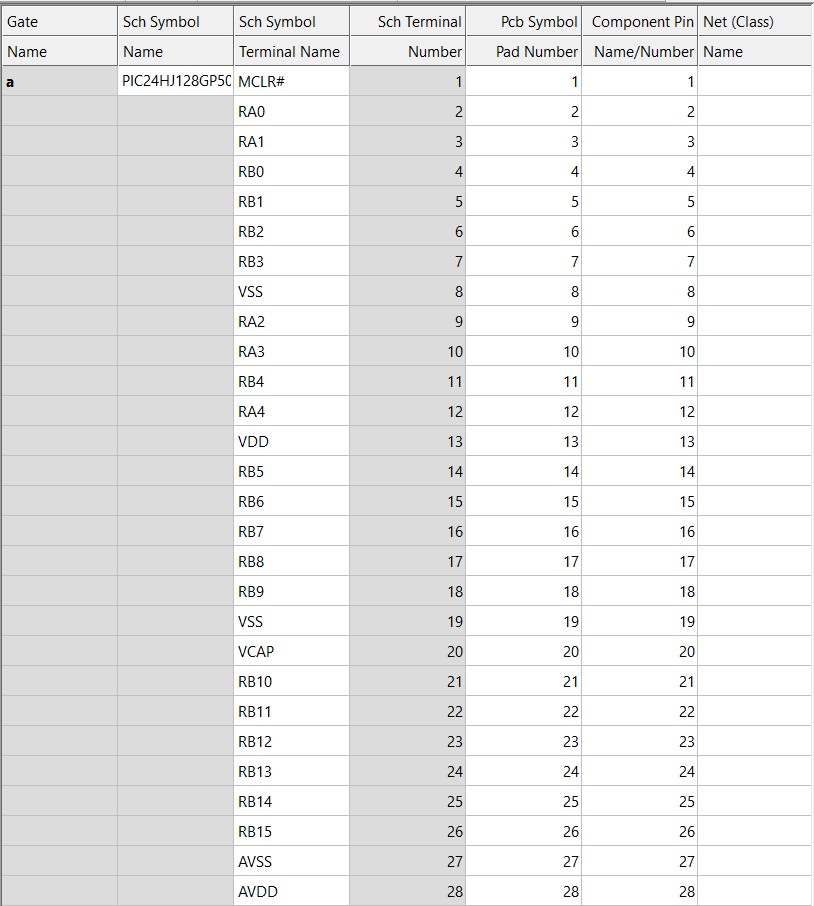 Gate Sch Symbol Sch Symbol Sch Terminal Pcb Symbol Component Pin Net (Class)
Name Name Terminal Name Number Pad Number Name/Number Name
a PIC24HJ128GP50 MCLR# 1 1 1
RA0 2 2 2
RA1 3 3 3
RB0 4 4 4
RB1 5 5 5
RB2 6 6 6
RB3 7 7 7
VSS 8 8 8
RA2 9 9 9
RA3 10 10 10
RB4 11 11 11
RA4 12 12 12
VDD 13 13 13
RB5 14 14 14
RB6 15 15 15
RB7 16 16 16
RB8 17 17 17
RB9 18 18 18
VSS 19 19 19
VCAP 20 20 20
RB10 21 21 21
RB11 22 22 22
RB12 23 23 23
RB13 24 24 24
RB14 25 25 25
RB15 26 26 26
AVSS 27 27 27
AVDD 28 28 28